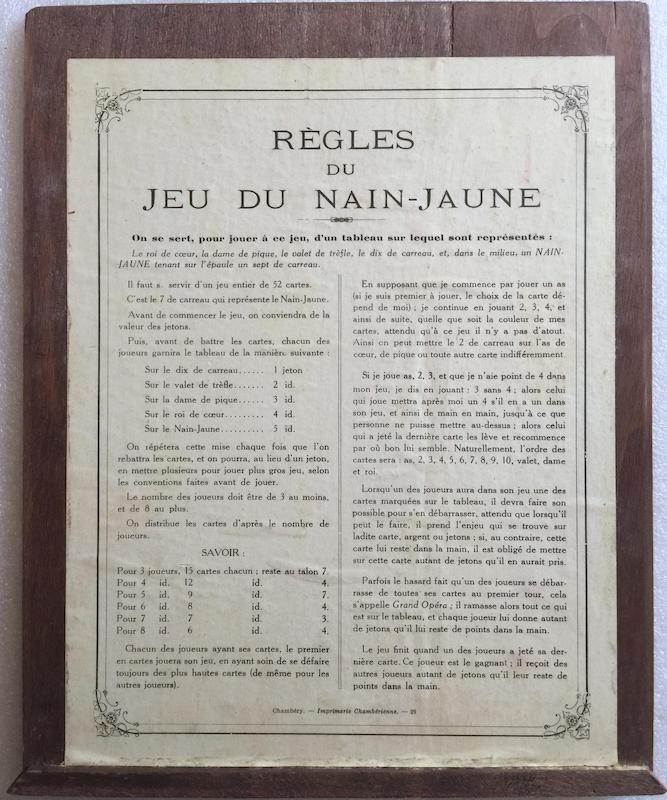 RÈGLES
DU
JEU DU NAIN-JAUNE
On se sert, pour jouer à ce jeu, d'un tableau sur lequel sont représentés :
Le roi de cœur, la dame de pique, le valet de trèfle, le dix de carreau, et, dans le milieu, un NAIN-
JAUNE tenant sur l'épaule un sept de carreau.
Il faut s. servir d'un jeu entier de 52 cartes.
C'est le 7 de carreau qui représente le Nain-Jaune.
Avant de commencer le jeu, on conviendra de la
valeur des jetons.
Puis, avant de battre les cartes, chacun des
joueurs garnira le tableau de la manière suivante :
Sur le dix de carreau...... 1 jeton
Sur le valet de trèfle...... 2 id.
Sur la dame de pique...... 3 id.
Sur le roi de cœur......... 4 id.
Sur le Nain-Jaune......... 5 id.
On répétera cette mise chaque fois que l'on
rebattra les cartes, et on pourra, au lieu d'un jeton,
en mettre plusieurs pour jouer plus gros jeu, selon
les conventions faites avant de jouer.
Le nombre des joueurs doit être de 3 au moins,
et de 8 au plus.
On distribue les cartes d'après le nombre de
joueurs.
SAVOIR :
Pour 3 joueurs, 15 cartes chacun ; reste au talon 7.
Pour 4 id. 12 id. 4.
Pour 5 id. 9 id. 7.
Pour 6 id. 8 id. 4.
Pour 7 id. 7 id. 3.
Pour 8 id. 6 id. 4.
Chacun des joueurs ayant ses cartes, le premier
en cartes jouera son jeu, en ayant soin de se défaire
toujours des plus hautes cartes (de même pour les
autres joueurs).
En supposant que je commence par jouer un as
(si je suis premier à jouer, le choix de la carte dé-
pend de moi) ; je continue en jouant 2, 3, 4, et
ainsi de suite, quelle que soit la couleur de mes
cartes, attendu qu'à ce jeu il n'y a pas d'atout.
Ainsi on peut mettre le 2 de carreau sur l'as de
cœur, de pique ou toute autre carte indifféremment.
Si je joue as, 2, 3, et que je n'aie point de 4 dans
mon jeu, je dis en jouant : 3 sans 4 ; alors celui
qui joue mettra après moi un 4 s'il en a un dans
son jeu, et ainsi de main en main, jusqu'à ce que
personne ne puisse mettre au-dessus ; alors celui
qui a jeté la dernière carte les lève et recommence
par où bon lui semble. Naturellement, l'ordre des
cartes sera : as, 2, 3, 4, 5, 6, 7, 8, 9, 10, valet, dame
et roi.
Lorsqu'un des joueurs aura dans son jeu une des
cartes marquées sur le tableau, il devra faire son
possible pour s'en débarrasser, attendu que lorsqu'il
peut le faire, il prend l'enjeu qui se trouve sur
ladite carte, argent ou jetons ; si, au contraire, cette
carte lui reste dans la main, il est obligé de mettre
sur cette carte autant de jetons qu'il en aurait pris.
Parfois le hasard fait qu'un des joueurs se débar-
rasse de toutes ses cartes au premier tour, cela
s'appelle Grand Opéra ; il ramasse alors tout ce qui
est sur le tableau, et chaque joueur lui donne autant
de jetons qu'il lui reste de points dans la main.
Le jeu finit quand un des joueurs a jeté sa der-
nière carte. Ce joueur est le gagnant ; il reçoit des
autres joueurs autant de jetons qu'il leur reste de
points dans la main.
Chambéry. — Imprimerie Chambérienne. — 21